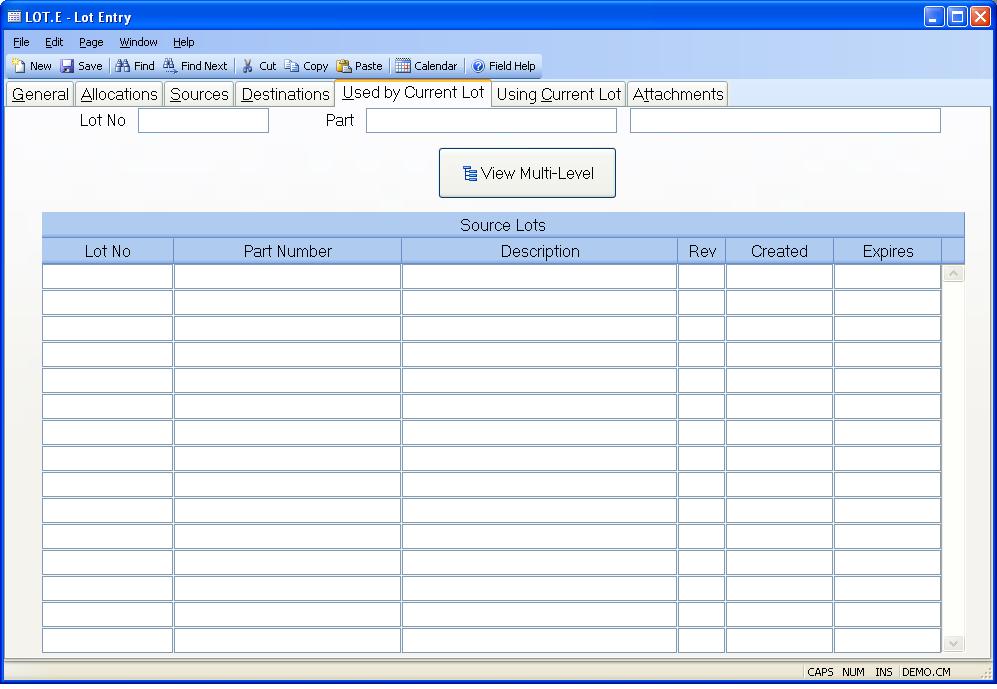 LOT.E - Lot Entry
File Edit Page Window Help
New Save Find Find Next Cut Copy Paste Calendar Field Help
General Allocations Sources Destinations Used by Current Lot Using Current Lot Attachments
Lot No Part
View Multi-Level
Source Lots
Lot No Part Number Description Rev Created Expires
CAPS NUM INS DEMO.CM